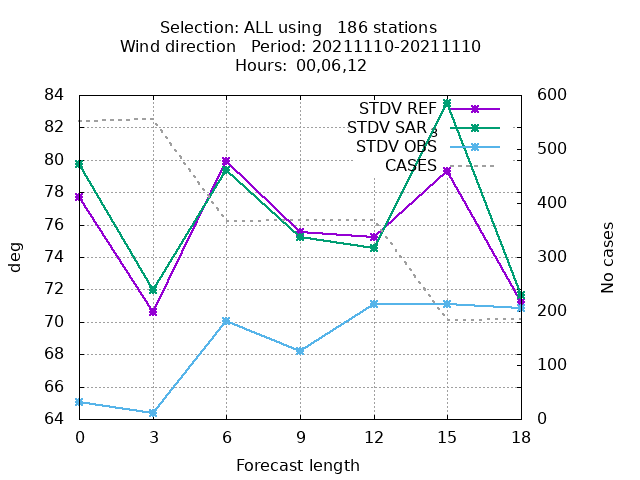 Selection: ALL using 186 stations
Wind direction Period: 20211110-20211110
Hours: 00,06,12
STDV REF
STDV SAR 3
STDV OBS
CASES
84
82
80
78
76
74
72
70
68
66
64
600
500
400
300
200
100
0
deg
No cases
0 3 6 9 12 15 18
Forecast length